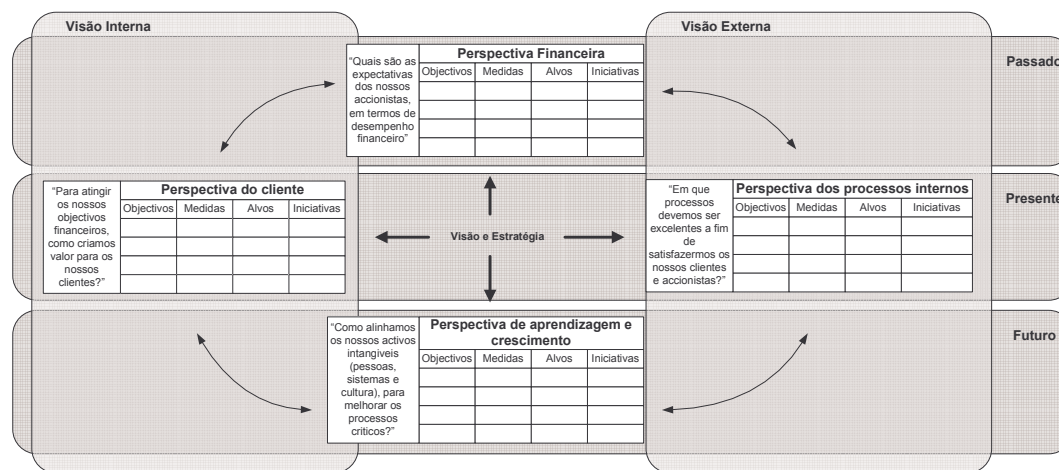 Visão Interna
Visão Externa
Passado
"Quais são as
expectativas
dos nossos
accionistas,
em termos de
desempenho
financeiro"
Perspectiva Financeira
Objectivos Medidas Alvos Iniciativas
Presente
"Para atingir
os nossos
objectivos
financeiros,
como criamos
valor para os
nossos
clientes?"
Perspectiva do cliente
Objectivos Medidas Alvos Iniciativas
Visão e Estratégia
"Em que
processos
devemos ser
excelentes a fim
de
satisfazermos os
nossos clientes
e accionistas?"
Perspectiva dos processos internos
Objectivos Medidas Alvos Iniciativas
Futuro
"Como alinhamos
os nossos activos
intangiveis
(pessoas,
sistemas e
cultura), para
melhorar os
processos
criticos?"
Perspectiva de aprendizagem e
crescimento
Objectivos Medidas Alvos Iniciativas